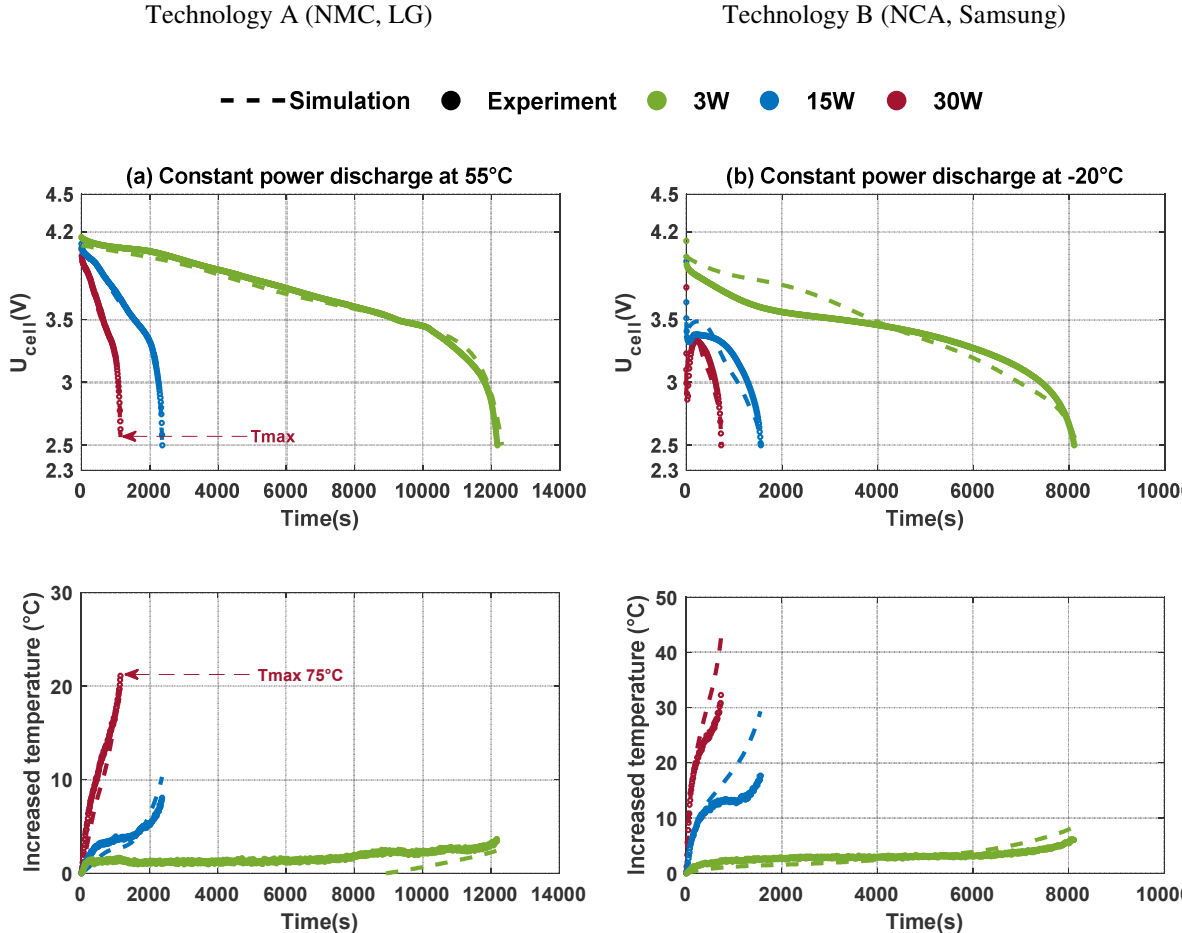 Technology A (NMC, LG) Technology B (NCA, Samsung)
Simulation Experiment 3W 15W 30W
(a) Constant power discharge at 55°C
4.5
4.2
3.5
3
2.5
2.3
U_cell(V)
Tmax
0 2000 4000 6000 8000 10000 12000 14000
Time(s)
(b) Constant power discharge at -20°C
4.5
4.2
3.5
3
2.5
2.3
U_cell(V)
0 2000 4000 6000 8000 10000
Time(s)
30
20
10
0
Increased temperature (°C)
Tmax 75°C
0 2000 4000 6000 8000 10000 12000 14000
Time(s)
50
40
30
20
10
0
Increased temperature (°C)
0 2000 4000 6000 8000 1000
Time(s)